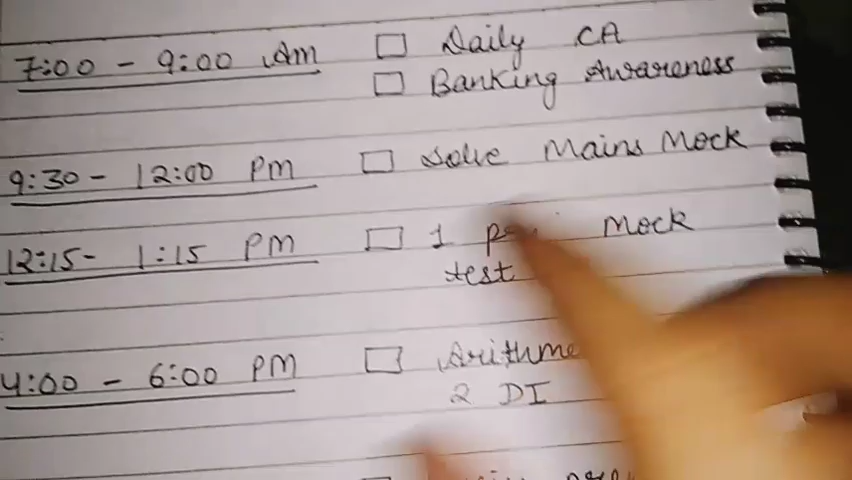 7:00 - 9:00 AM □ Daily CA
□ Banking Awareness
9:30 - 12:00 PM □ Solve Mains Mock
12:15 - 1:15 PM □ 1 Mock
test
4:00 - 6:00 PM □
2 DI